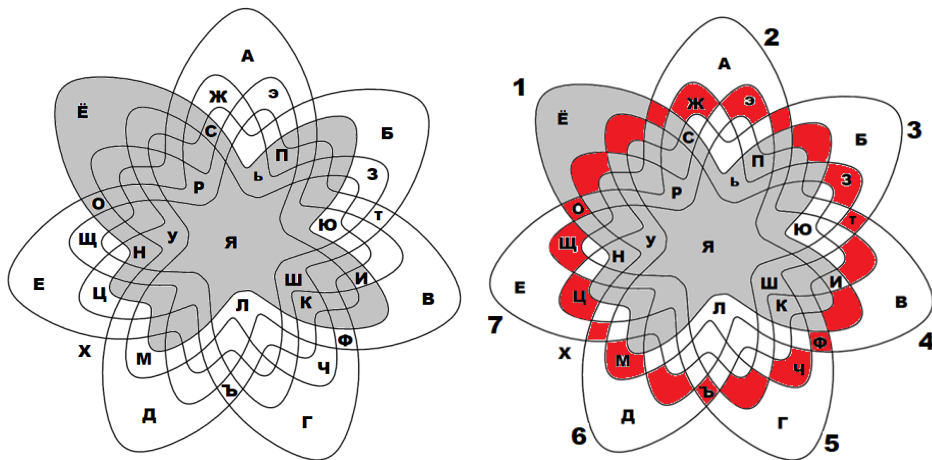 А
Ё
Ж
э
С
Б
П
З
Р
ь
О
т
Ю
Щ
У
Я
Н
Е
Ц
Ш
И
К
В
Л
Х
М
Ф
Ч
Ъ
Д
Г
2
А
1
Ж
э
Ё
3
С
Б
П
З
Р
ь
О
т
Ю
Щ
У
Я
Н
Е
Ц
Ш
И
К
В
Л
7
4
Х
М
Ф
Ч
Ъ
Д
Г
6
5